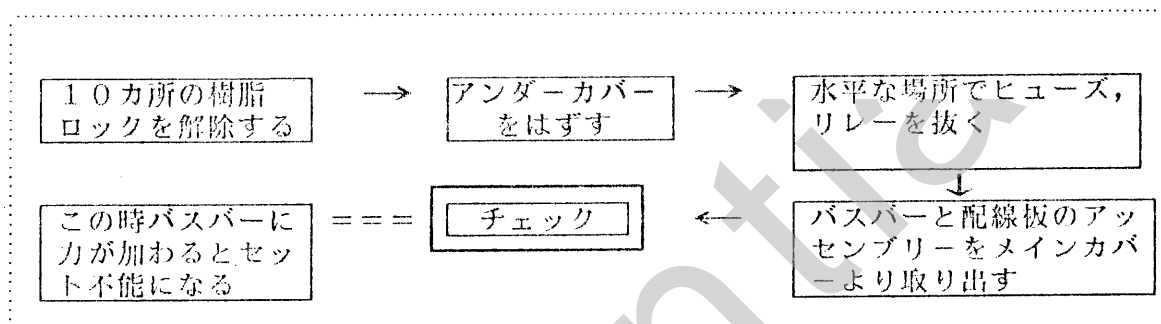 10カ所の樹脂
ロックを解除する
→
アンダーカバー
をはずす
→
水平な場所でヒューズ，
リレーを抜く
↓
バスバーと配線板のアッ
センブリーをメインカバ
ーより取り出す
←
チェック
===
この時バスバーに
力が加わるとセッ
ト不能になる